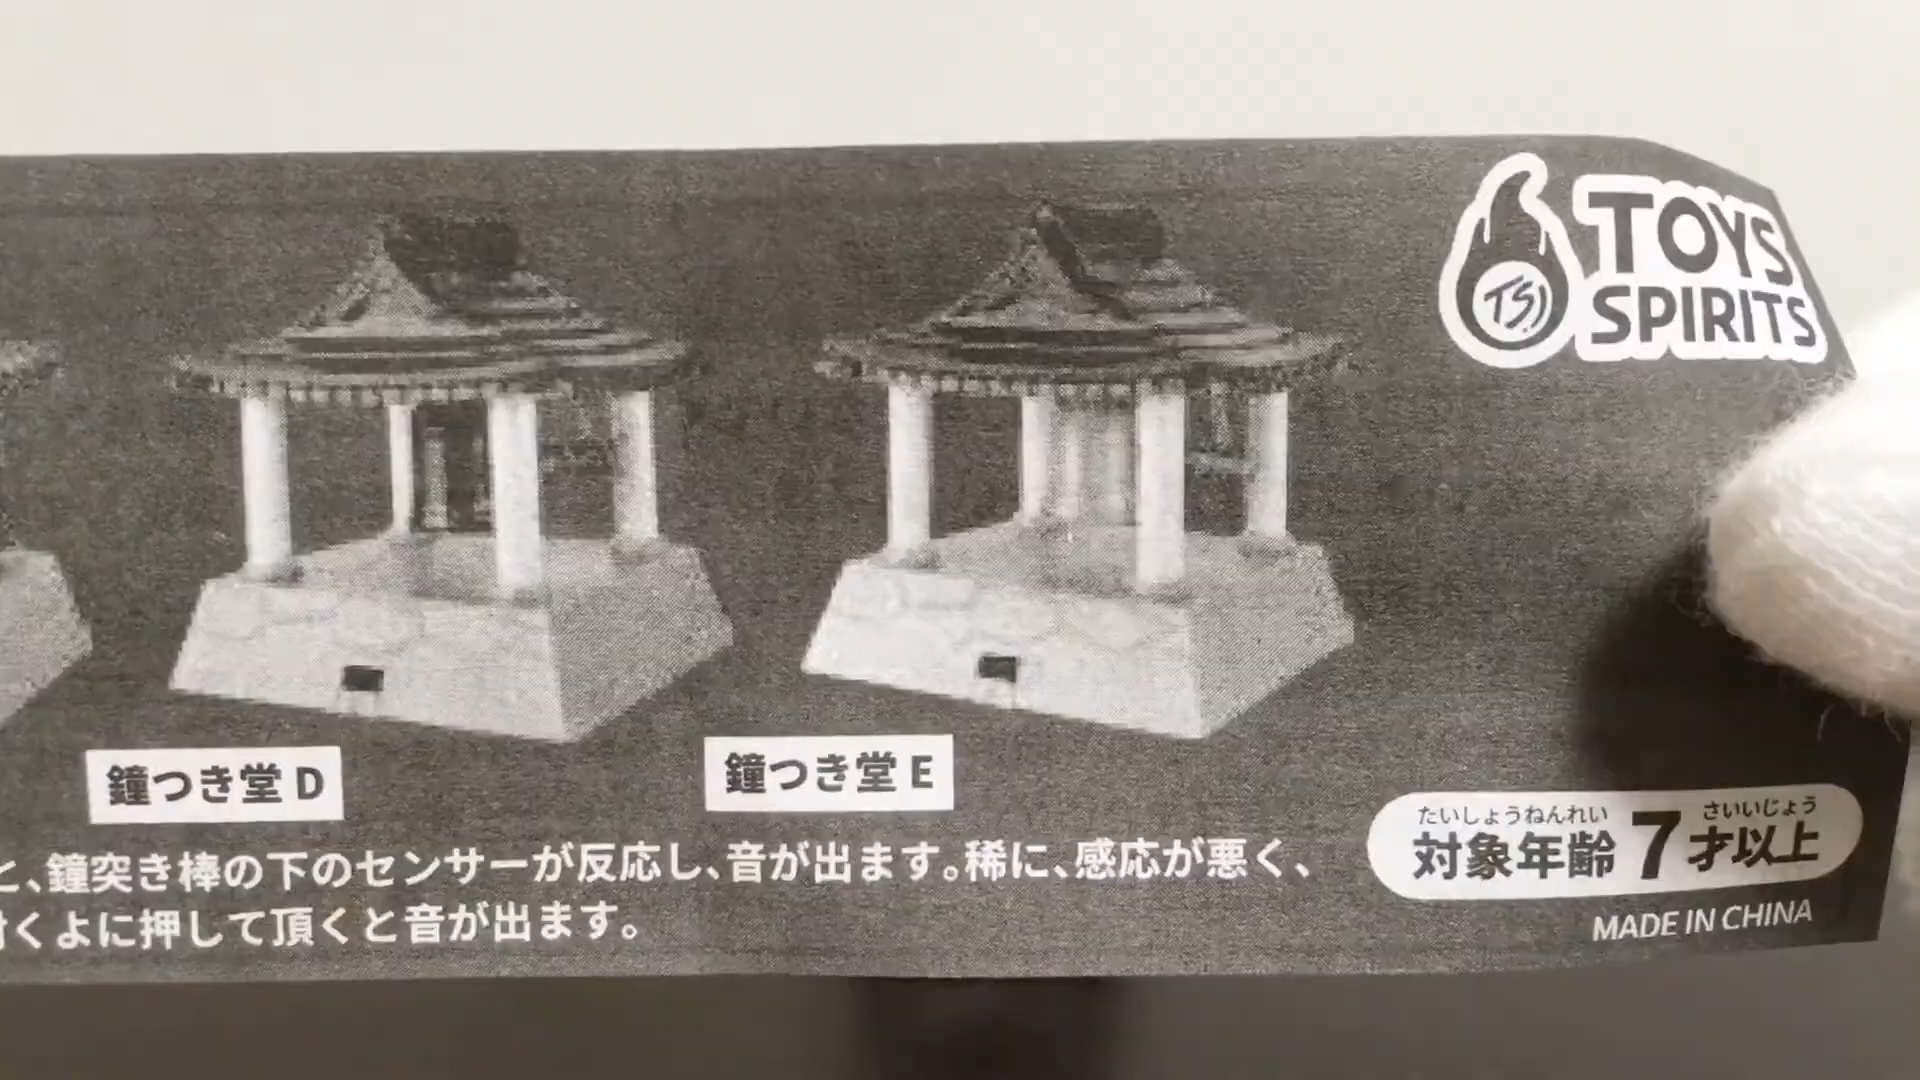 TOYS
SPIRITS
TS
鐘つき堂 D
鐘つき堂 E
と、鐘突き棒の下のセンサーが反応し、音が出ます。稀に、感応が悪く、
くよに押して頂くと音が出ます。
たいしょうねんれい さいいじょう
対象年齢 7才以上
MADE IN CHINA